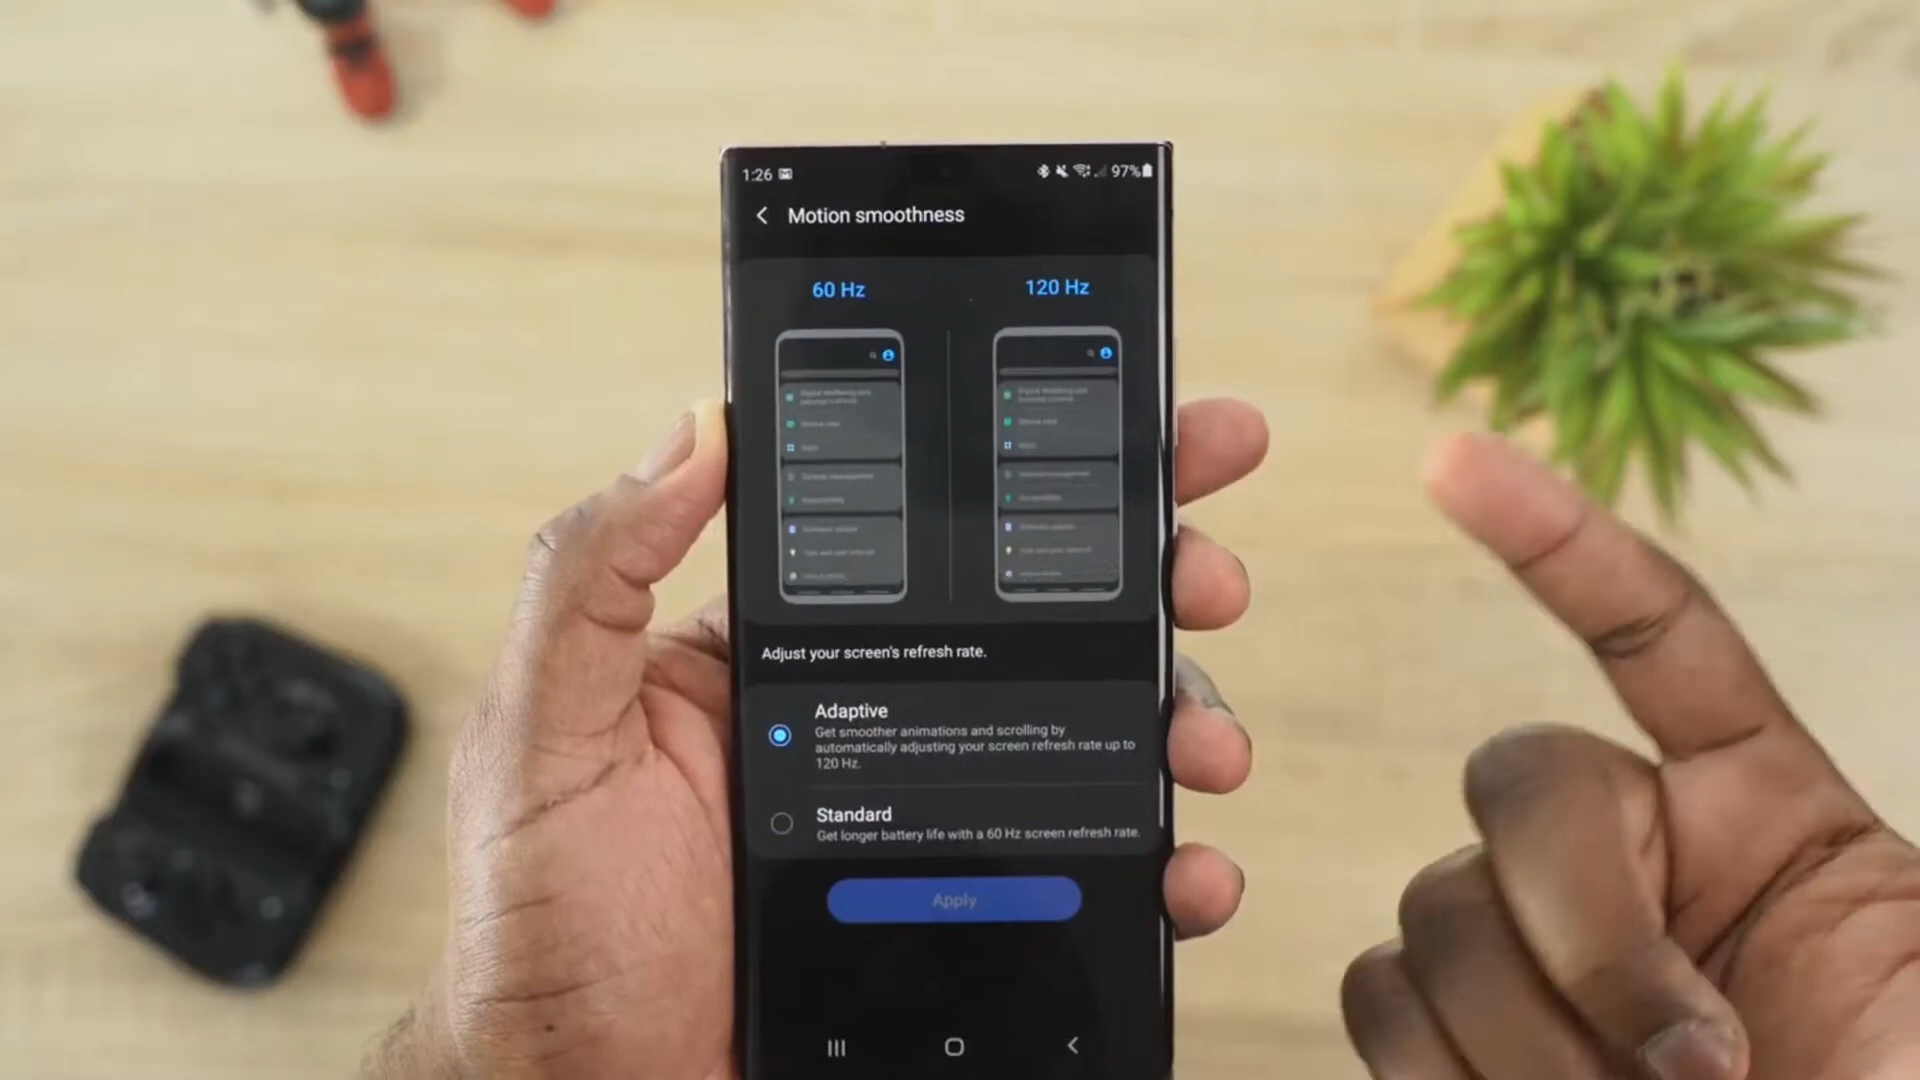 1:26
97%
Motion smoothness
60 Hz
120 Hz
Adjust your screen's refresh rate.
Adaptive
Get smoother animations and scrolling by
automatically adjusting your screen refresh rate up to
120 Hz.
Standard
Get longer battery life with a 60 Hz screen refresh rate.
Apply